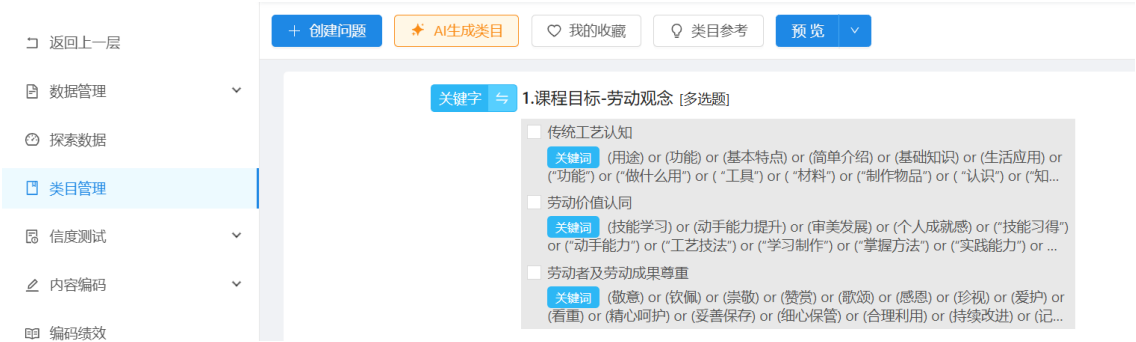 返回上一层
数据管理
探索数据
类目管理
信度测试
内容编码
编码绩效
+ 创建问题 AI生成类目 我的收藏 类目参考 预 览
关键字 1.课程目标-劳动观念 [多选题]
传统工艺认知
关键词 (用途) or (功能) or (基本特点) or (简单介绍) or (基础知识) or (生活应用) or
(“功能”) or (“做什么用”) or ( “工具”) or ( “材料”) or (“制作物品”) or ( “认识”) or (“知...
劳动价值认同
关键词 (技能学习) or (动手能力提升) or (审美发展) or (个人成就感) or (“技能习得”)
or (“动手能力”) or (“工艺技法”) or (“学习制作”) or (“掌握方法”) or (“实践能力”) or ...
劳动者及劳动成果尊重
关键词 (敬意) or (钦佩) or (崇敬) or (赞赏) or (歌颂) or (感恩) or (珍视) or (爱护) or
(看重) or (精心呵护) or (妥善保存) or (细心保管) or (合理利用) or (持续改进) or (记...